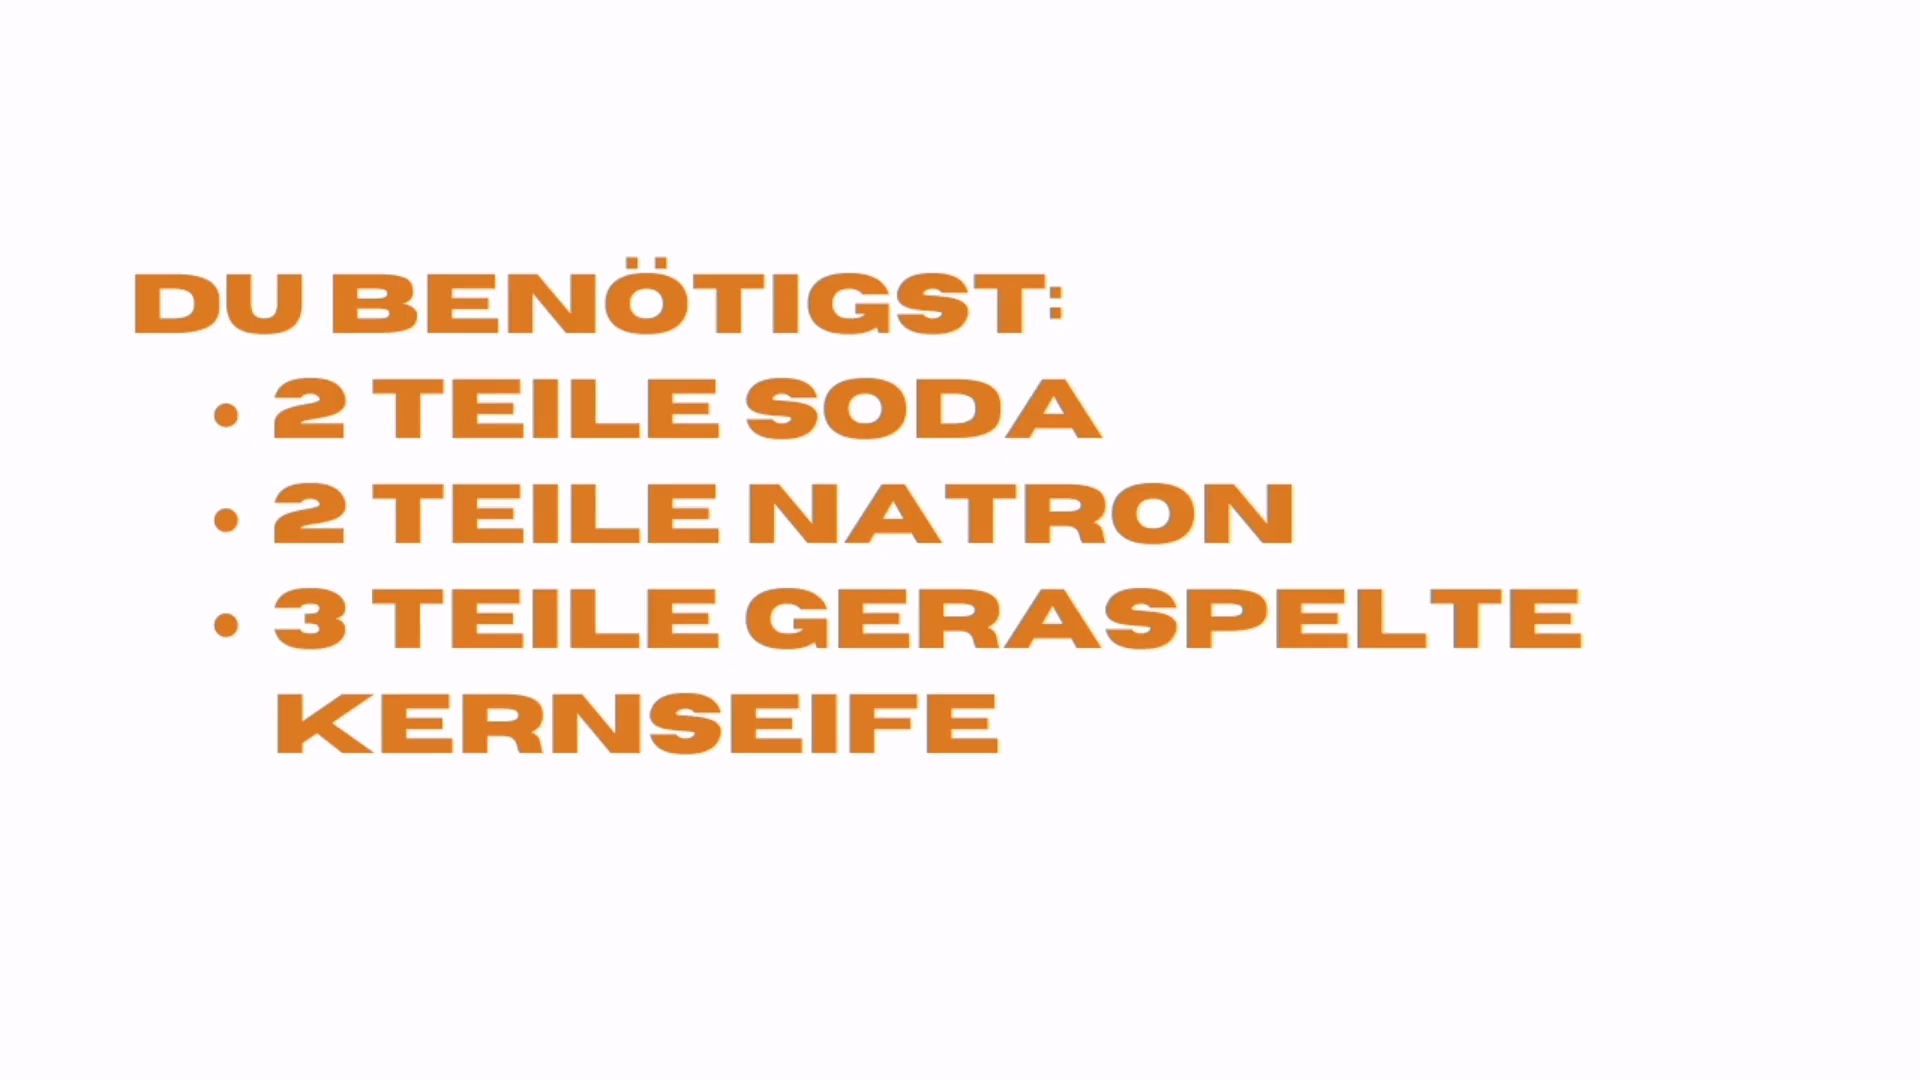 DU BENÖTIGST:
• 2 TEILE SODA
• 2 TEILE NATRON
• 3 TEILE GERASPELTE
KERNSEIFE